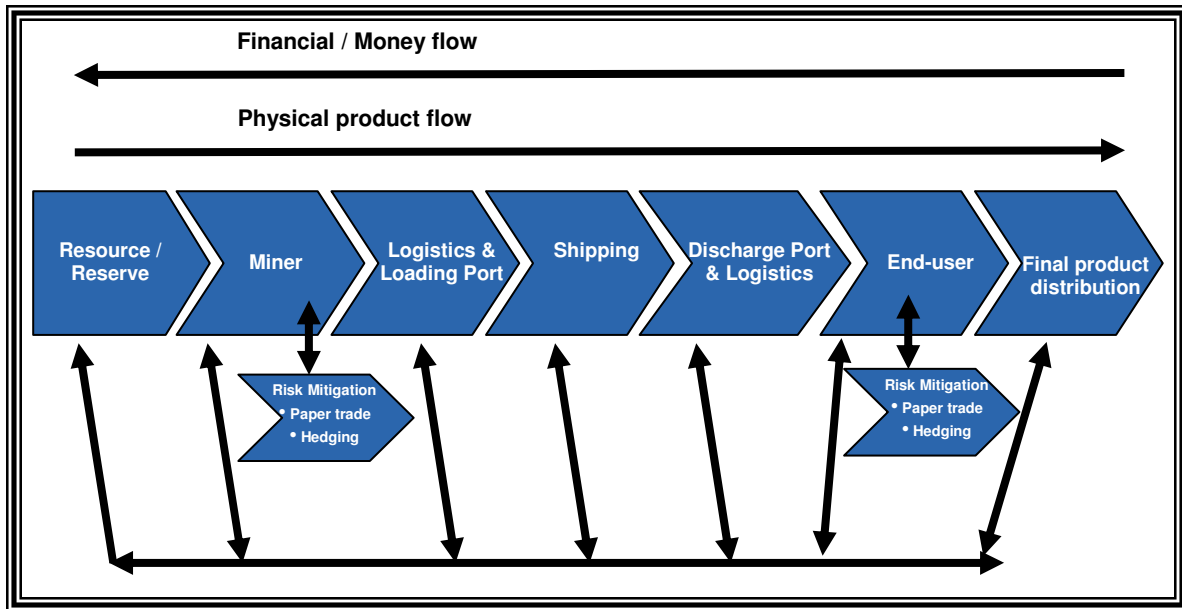 Financial / Money flow
Physical product flow
Resource /
Reserve
Miner
Logistics &
Loading Port
Shipping
Discharge Port
& Logistics
End-user
Final product
distribution
Risk Mitigation
• Paper trade
• Hedging
Risk Mitigation
• Paper trade
• Hedging